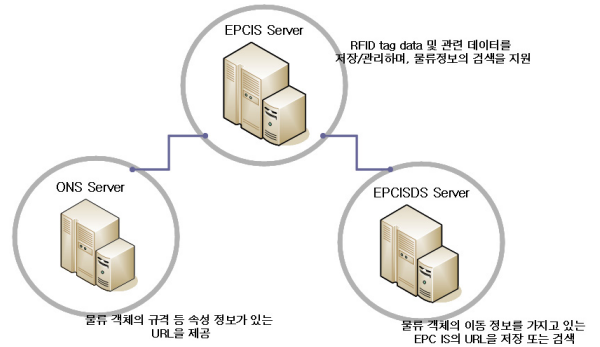 EPCIS Server
RFID tag data 및 관련 데이터를
저장/관리하며, 물류정보의 검색을 지원
ONS Server
EPCISDS Server
물류 객체의 규격 등 속성 정보가 있는
URL을 제공
물류 객체의 이동 정보를 가지고 있는
EPC IS의 URL을 저장 또는 검색